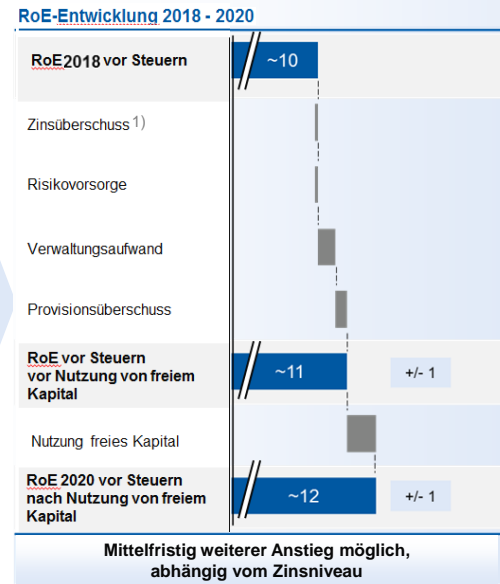 RoE-Entwicklung 2018 - 2020
RoE2018 vor Steuern
~10
Zinsüberschuss 1)
Risikovorsorge
Verwaltungsaufwand
Provisionsüberschuss
RoE vor Steuern
vor Nutzung von freiem
Kapital
~11
+/- 1
Nutzung freies Kapital
RoE 2020 vor Steuern
nach Nutzung von freiem
Kapital
~12
+/- 1
Mittelfristig weiterer Anstieg möglich,
abhängig vom Zinsniveau